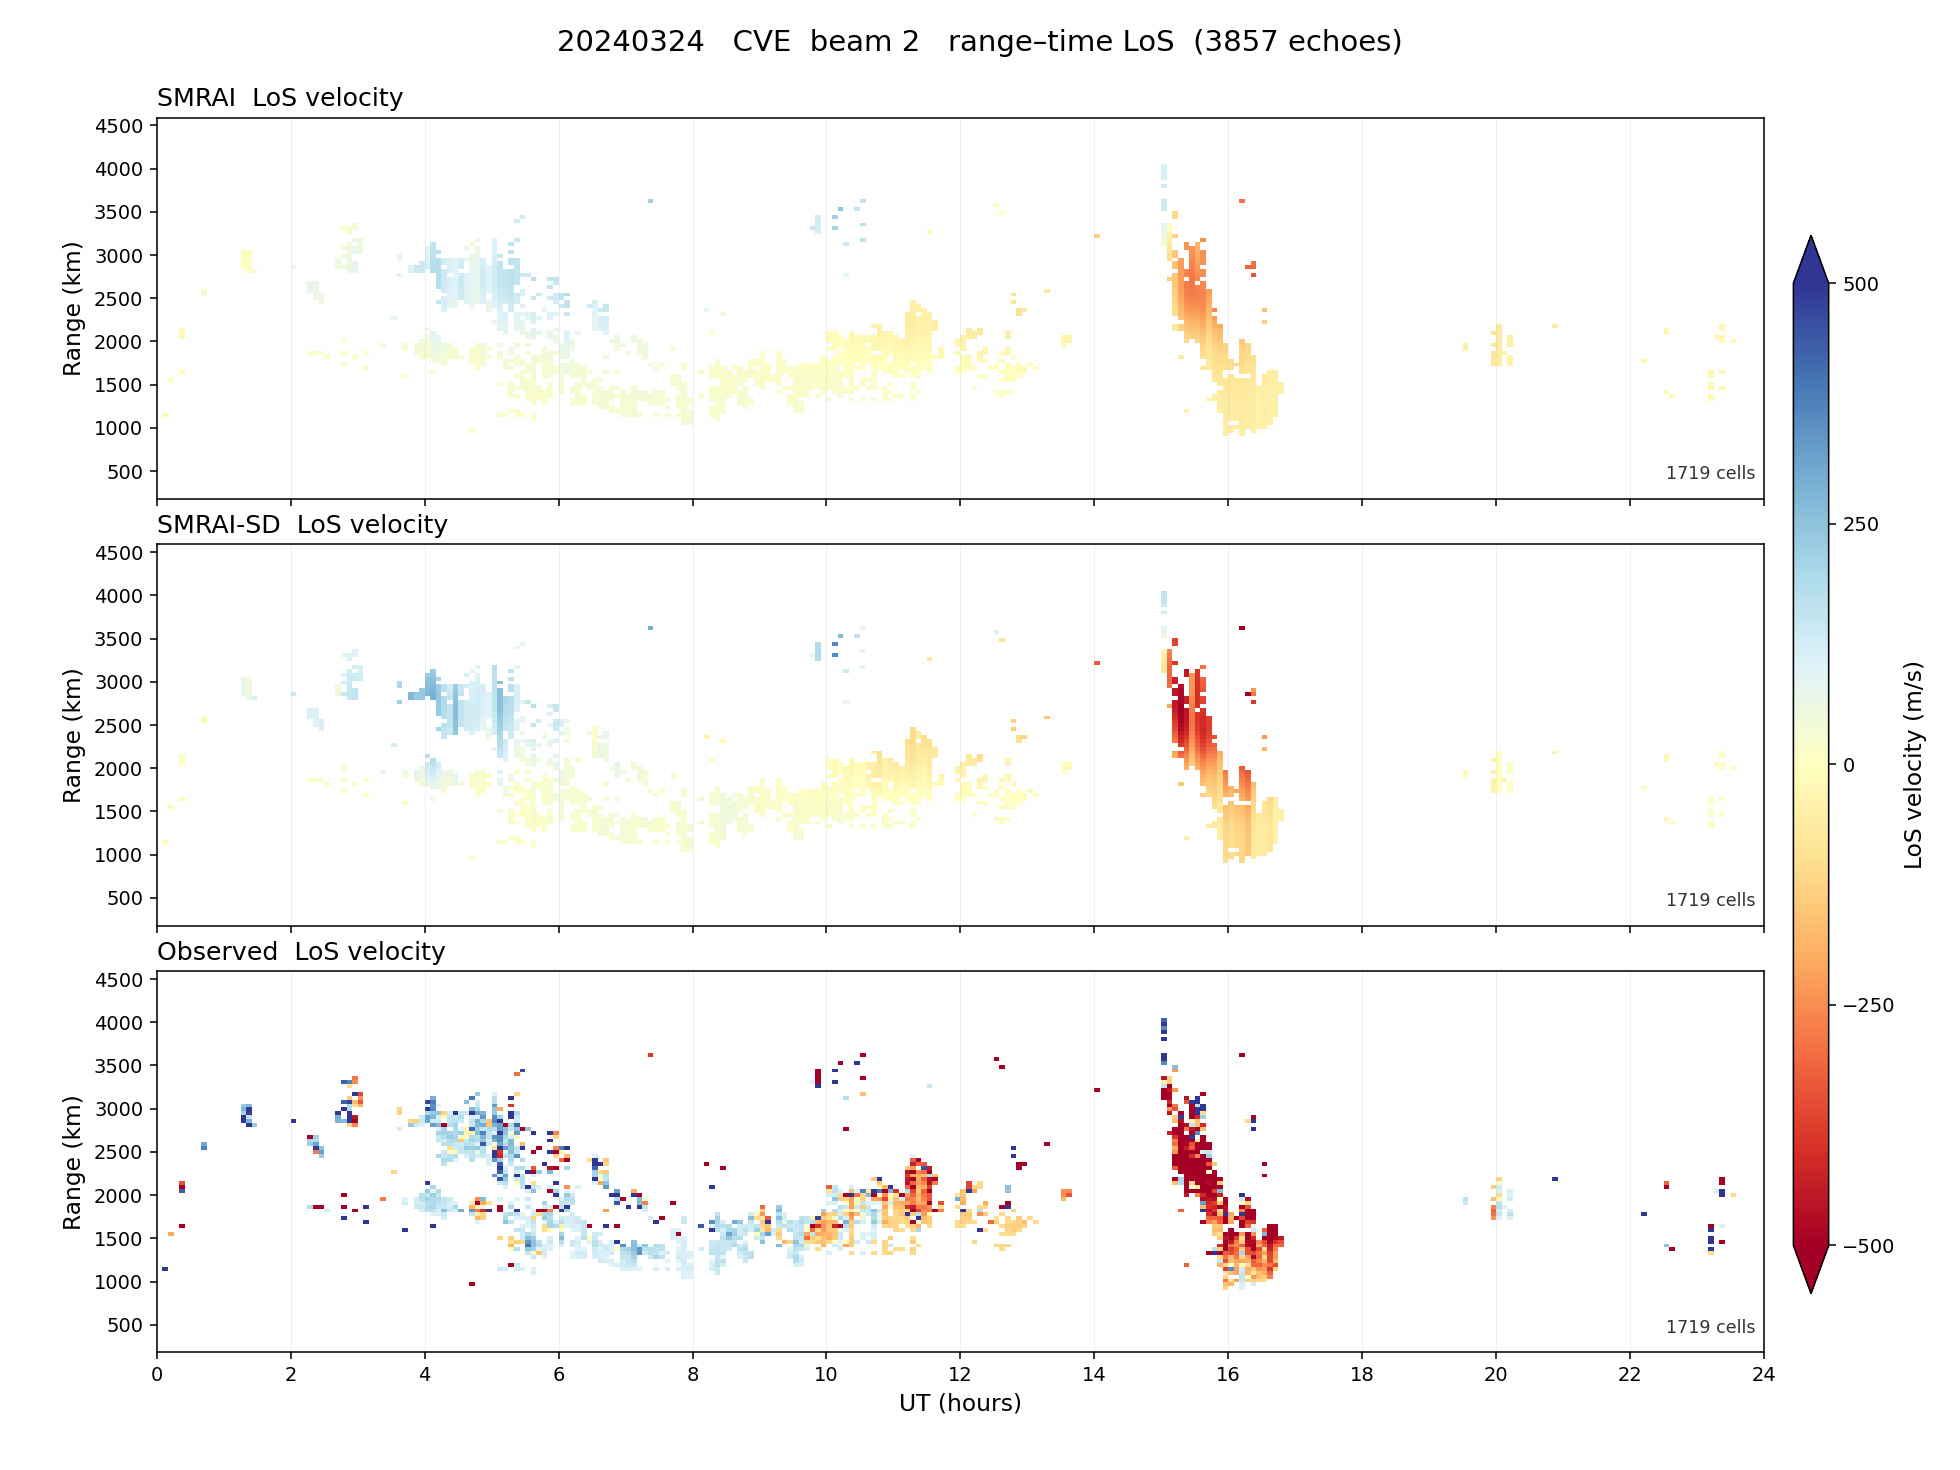 20240324   CVE  beam 2   range–time LoS  (3857 echoes)
SMRAI  LoS velocity
4500
4000
3500
3000
2500
2000
1500
1000
500
Range (km)
1719 cells
SMRAI-SD  LoS velocity
4500
4000
3500
3000
2500
2000
1500
1000
500
Range (km)
1719 cells
Observed  LoS velocity
4500
4000
3500
3000
2500
2000
1500
1000
500
Range (km)
1719 cells
0 2 4 6 8 10 12 14 16 18 20 22 24
UT (hours)
500
250
0
−250
−500
LoS velocity (m/s)